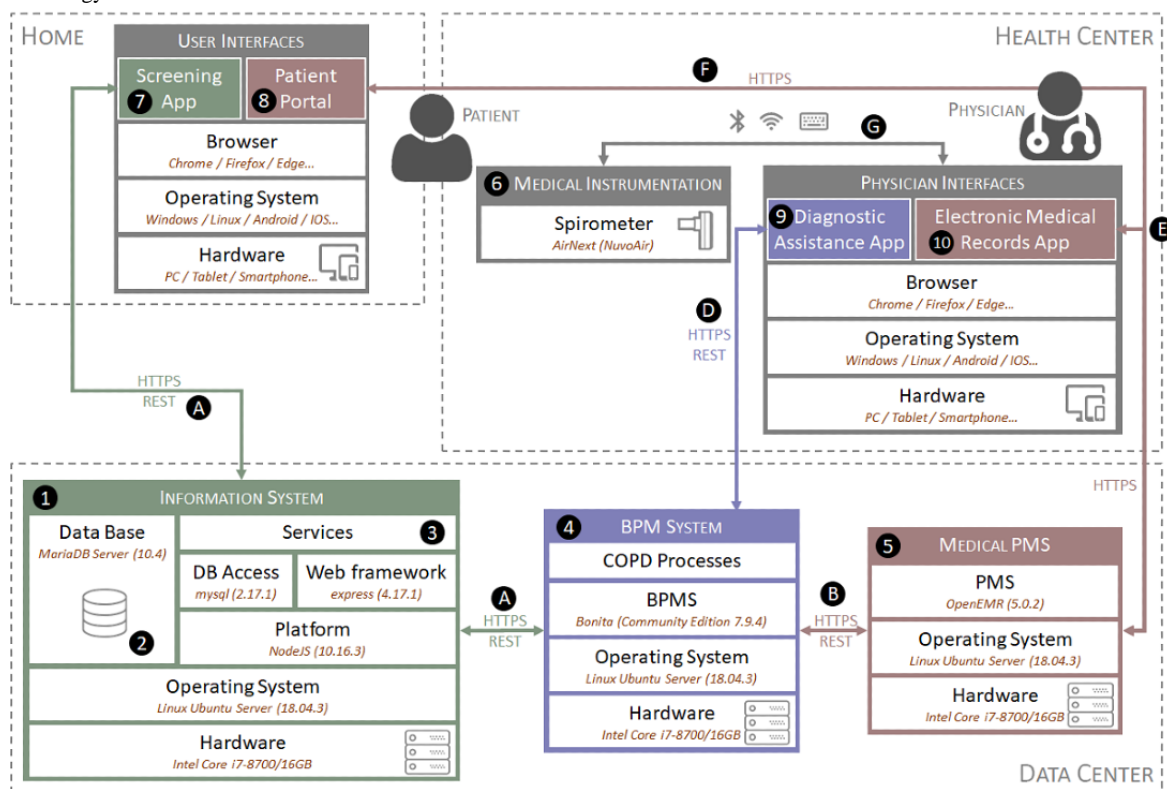 HOME
USER INTERFACES
Screening
7 App
Patient
8 Portal
Browser
Chrome / Firefox / Edge...
Operating System
Windows / Linux / Android / IOS...
Hardware
PC / Tablet / Smartphone...
PATIENT
HEALTH CENTER
F
HTTPS
PHYSICIAN
G
6 MEDICAL INSTRUMENTATION
Spirometer
AirNext (NuvoAir)
PHYSICIAN INTERFACES
9 Diagnostic
Assistance App
Electronic Medical
10 Records App
E
Browser
Chrome / Firefox / Edge...
Operating System
Windows / Linux / Android / IOS...
Hardware
PC / Tablet / Smartphone...
D
HTTPS
REST
HTTPS
REST A
HTTPS
1 INFORMATION SYSTEM
Data Base
MariaDB Server (10.4)
2
Services 3
DB Access
mysql (2.17.1)
Web framework
express (4.17.1)
Platform
NodeJS (10.16.3)
Operating System
Linux Ubuntu Server (18.04.3)
Hardware
Intel Core i7-8700/16GB
A
HTTPS
REST
4 BPM SYSTEM
COPD Processes
BPMS
Bonita (Community Edition 7.9.4)
Operating System
Linux Ubuntu Server (18.04.3)
Hardware
Intel Core i7-8700/16GB
B
HTTPS
REST
5 MEDICAL PMS
PMS
OpenEMR (5.0.2)
Operating System
Linux Ubuntu Server (18.04.3)
Hardware
Intel Core i7-8700/16GB
DATA CENTER